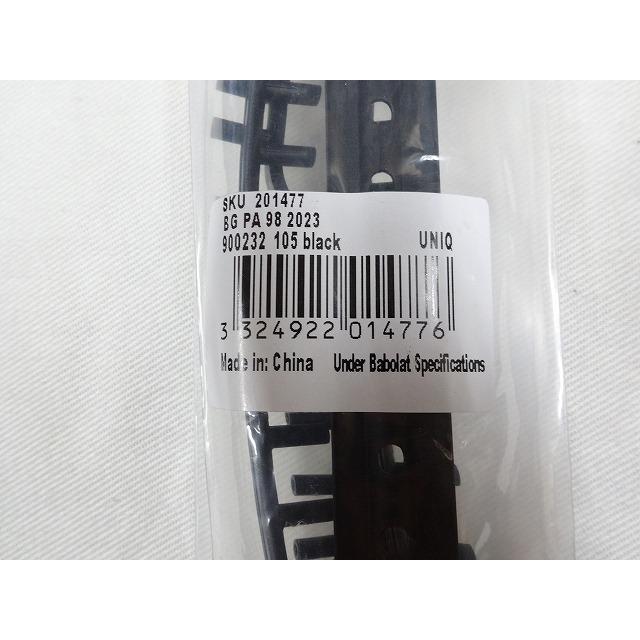 SKU 201477
BG PA 98 2023
900232 105 black UNIQ
3 324922 014776
Made in: China Under Babolat Specifications